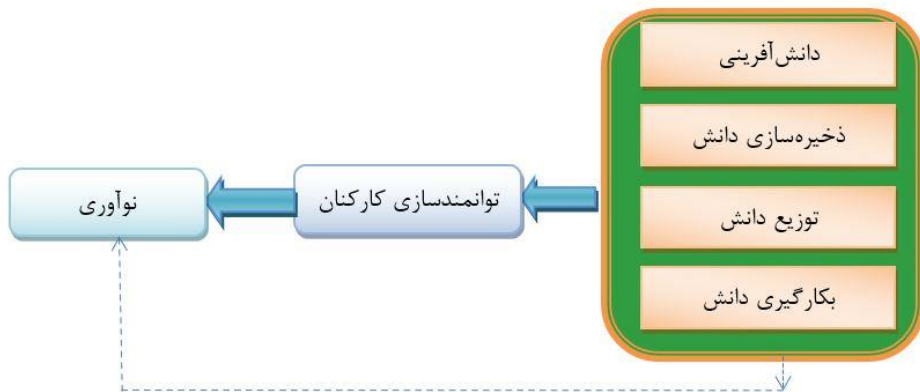 دانش‌آفرینی
ذخیره‌سازی دانش
توزیع دانش
بکارگیری دانش
توانمندسازی کارکنان
نوآوری